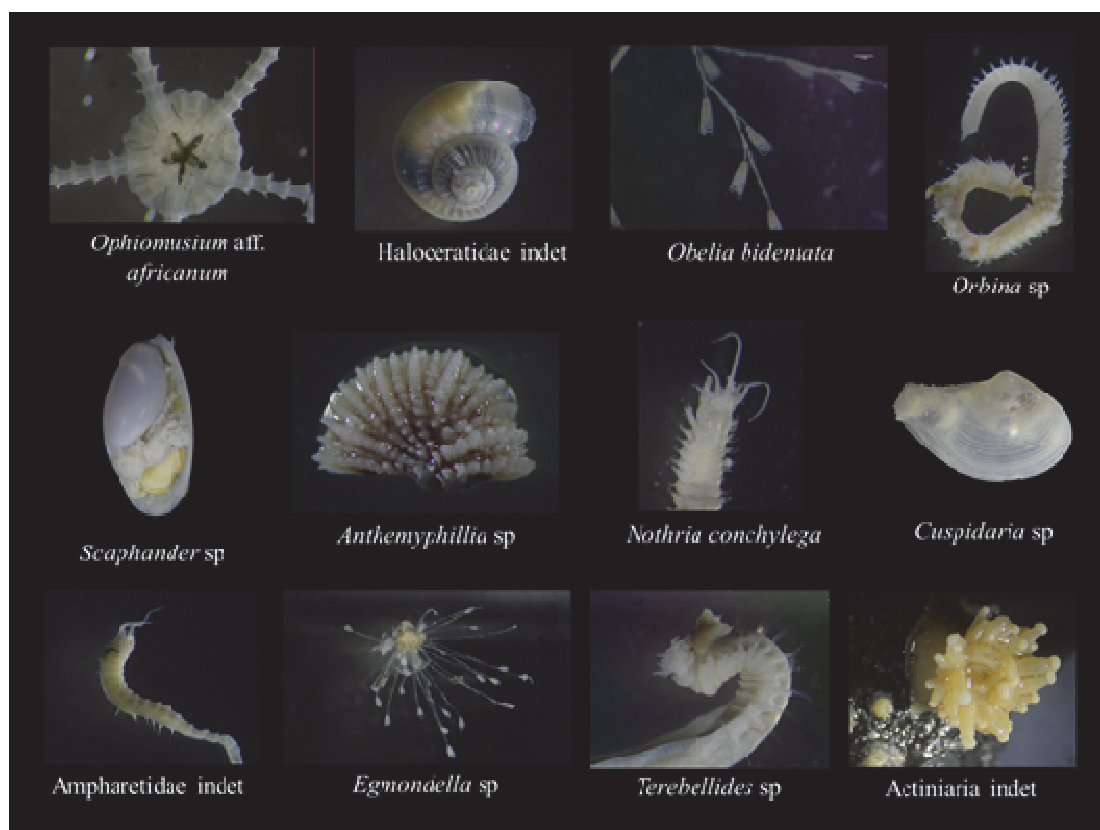 Ophiomusium aff.
africanum
Haloceratidae indet
Obelia bidentata
Orbina sp
Scaphander sp
Anthemyphillia sp
Nothria conchylega
Cuspidaria sp
Ampharetidae indet
Egmondella sp
Terebellides sp
Actiniaria indet